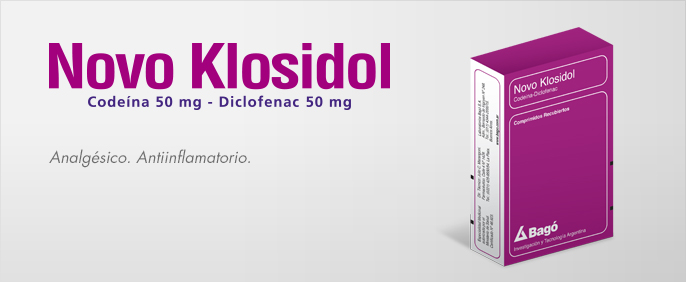 Novo Klosidol
Codeína 50 mg - Diclofenac 50 mg
Analgésico. Antiinflamatorio.
Novo Klosidol
Codeína-Diclofenac
Comprimidos Recubiertos
Bagó
Investigación y Tecnología Argentina